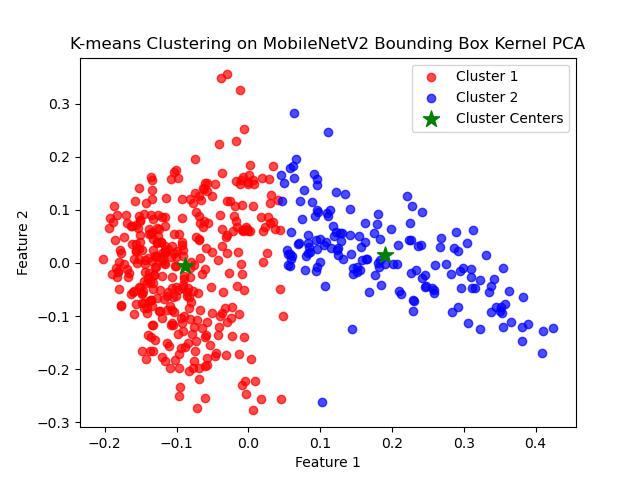 K-means Clustering on MobileNetV2 Bounding Box Kernel PCA
Cluster 1
Cluster 2
Cluster Centers
Feature 2
0.3
0.2
0.1
0.0
−0.1
−0.2
−0.3
−0.2 −0.1 0.0 0.1 0.2 0.3 0.4
Feature 1